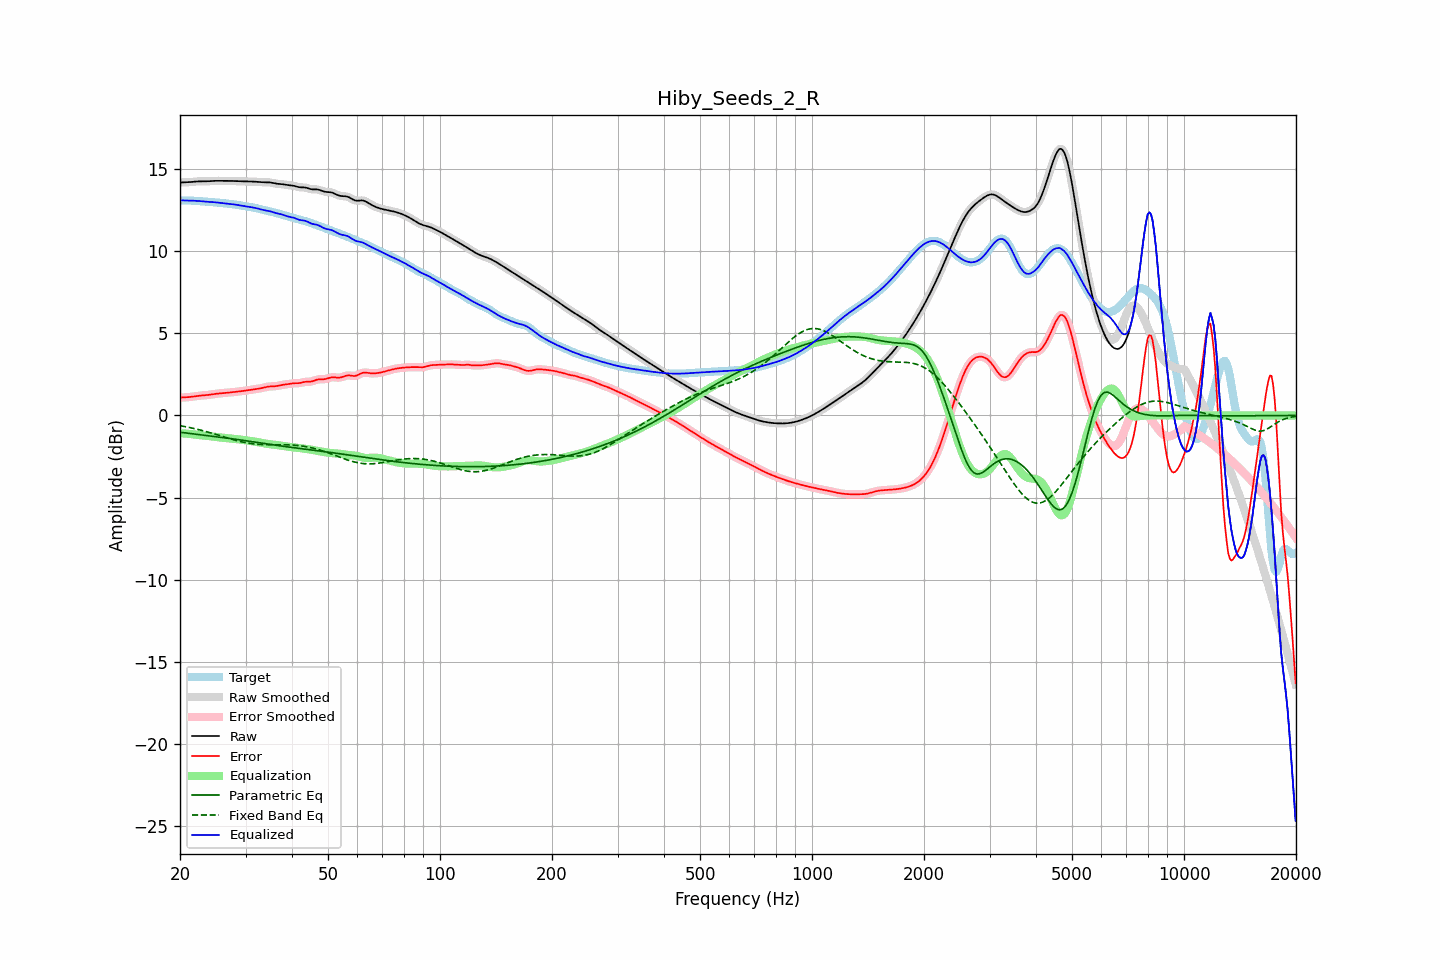 Hiby_Seeds_2_R
Amplitude (dBr)
15
10
5
0
−5
−10
−15
−20
−25
Target
Raw Smoothed
Error Smoothed
Raw
Error
Equalization
Parametric Eq
Fixed Band Eq
Equalized
20 50 100 200 500 1000 2000 5000 10000 20000
Frequency (Hz)